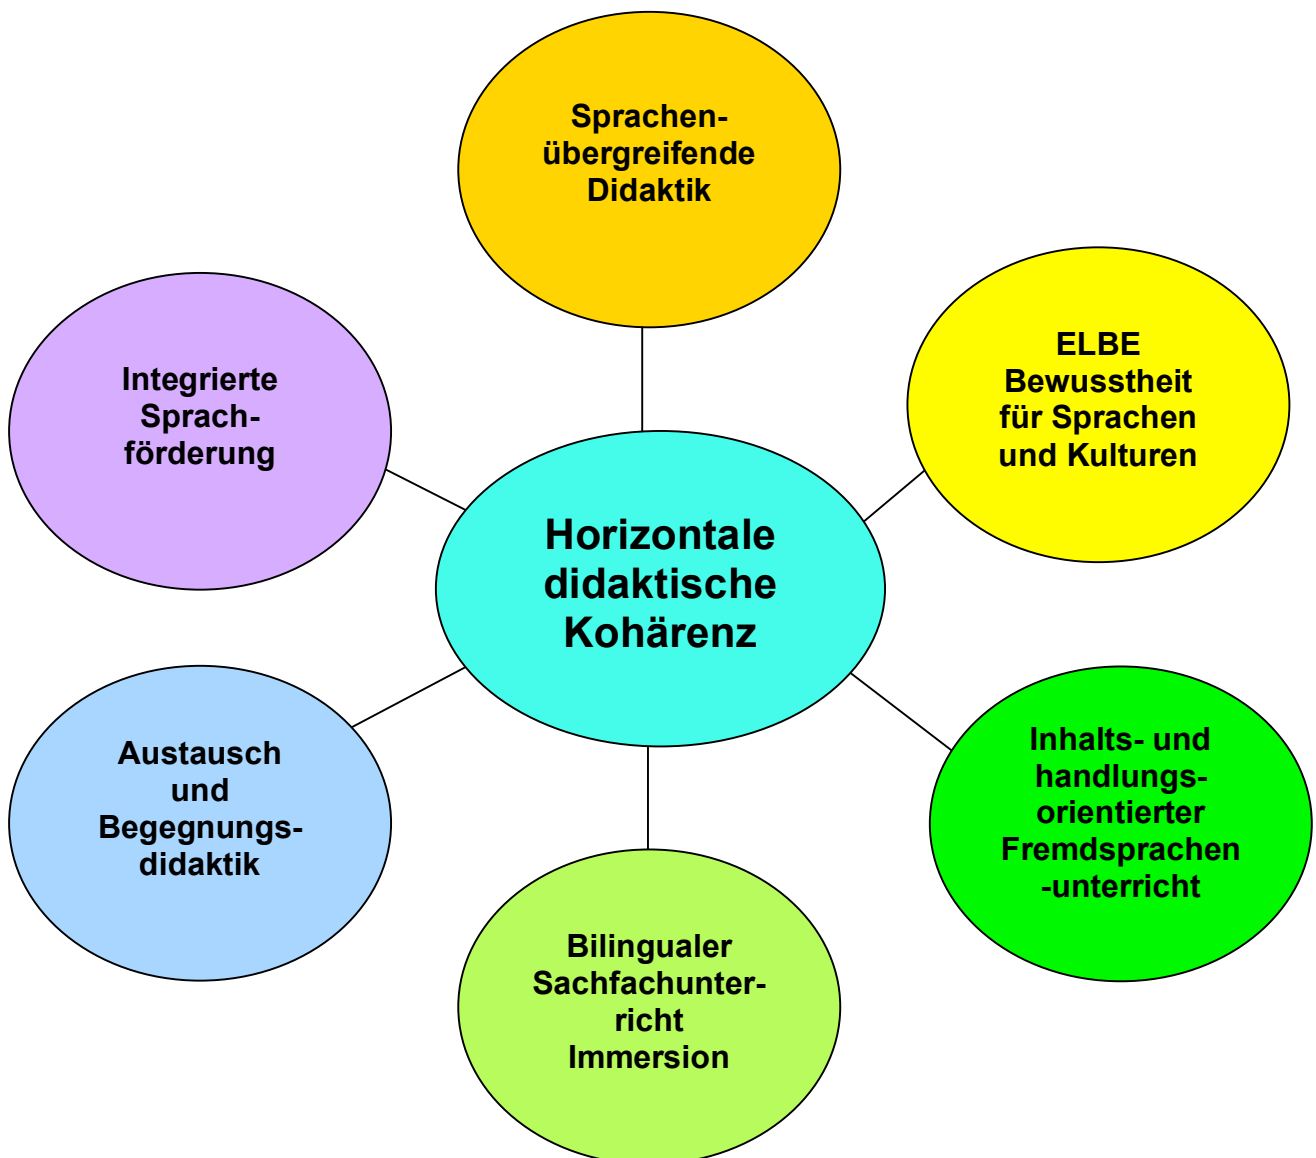 Sprachen-
übergreifende
Didaktik
ELBE
Bewusstheit
für Sprachen
und Kulturen
Integrierte
Sprach-
förderung
Horizontale
didaktische
Kohärenz
Inhalts- und
handlungs-
orientierter
Fremdsprachen
-unterricht
Austausch
und
Begegnungs-
didaktik
Bilingualer
Sachfachunter-
richt
Immersion